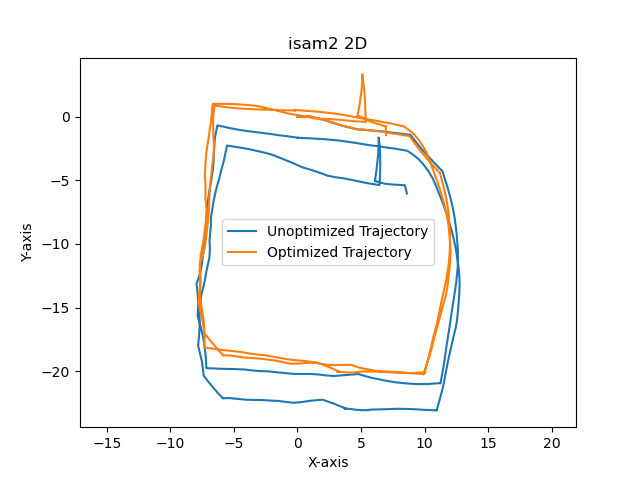 isam2 2D
Y-axis
0
−5
−10
−15
−20
Unoptimized Trajectory
Optimized Trajectory
−15
−10
−5
0
5
10
15
20
X-axis